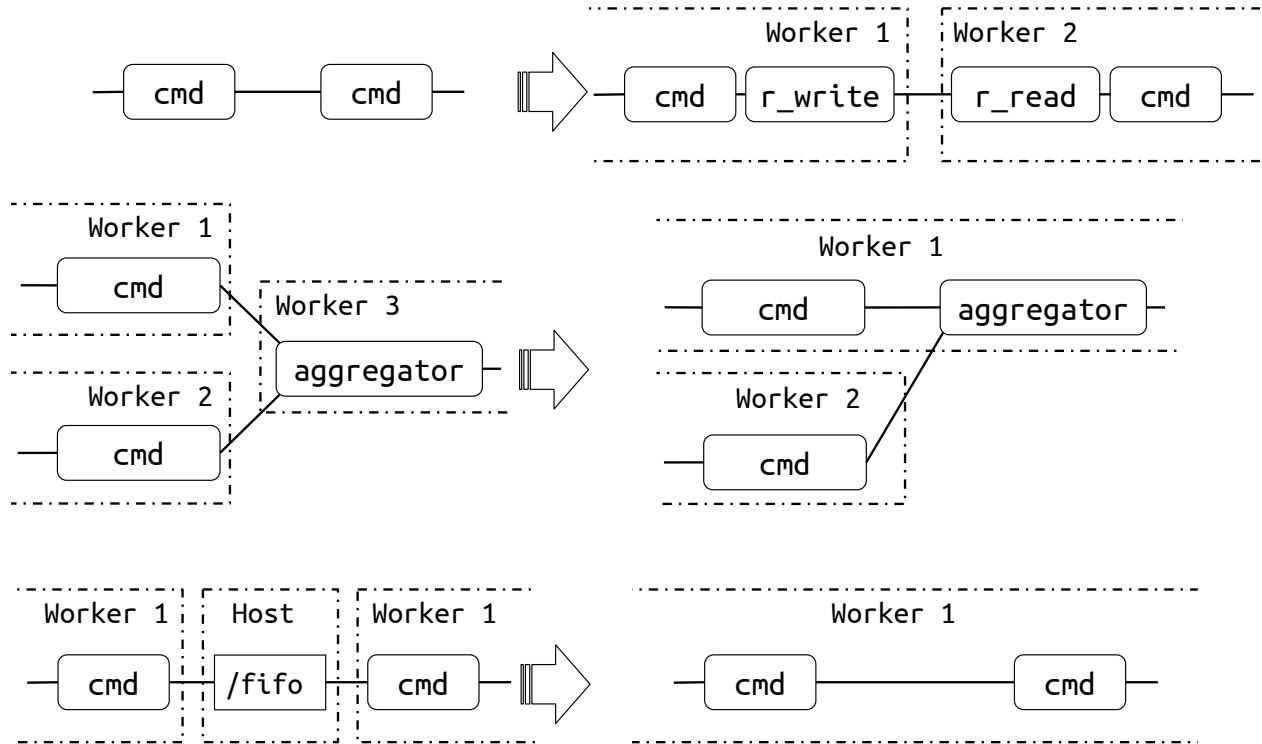 Worker 1 Worker 2
cmd cmd cmd r_write r_read cmd
Worker 1
cmd
Worker 3
aggregator
Worker 2
cmd
Worker 1
cmd aggregator
Worker 2
cmd
Worker 1 Host Worker 1
cmd /fifo cmd
Worker 1
cmd cmd